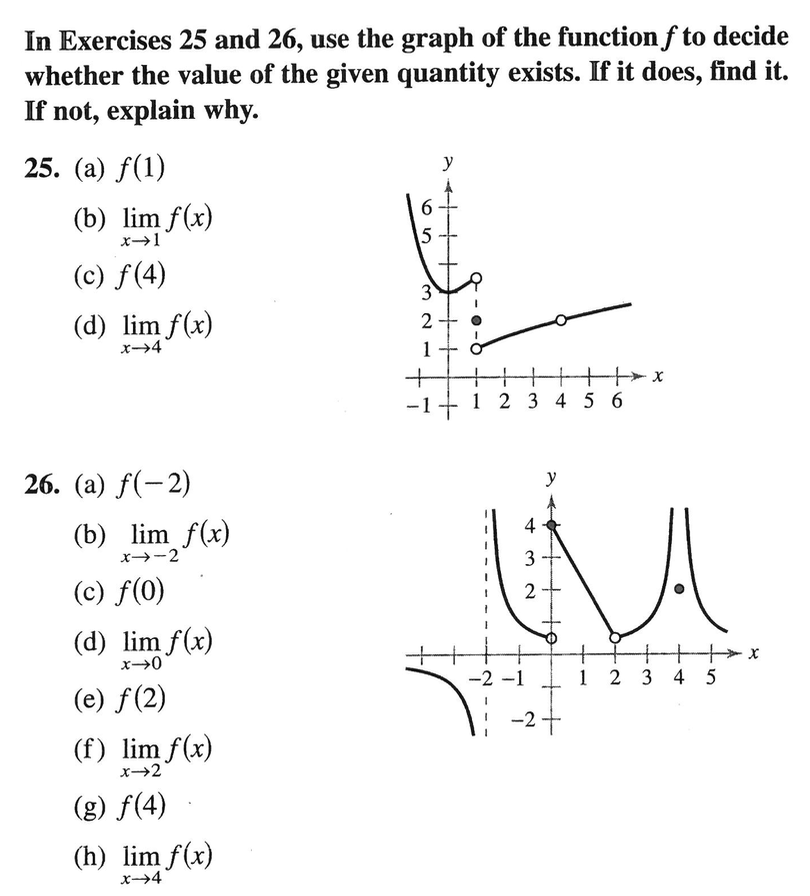 In Exercises 25 and 26, use the graph of the function f to decide
whether the value of the given quantity exists. If it does, find it.
If not, explain why.
25. (a) f(1)
(b) lim f(x)
x→1
(c) f(4)
(d) lim f(x)
x→4
y
6
5
3
2
1
x
−1 1 2 3 4 5 6
26. (a) f(−2)
(b) lim f(x)
x→−2
(c) f(0)
(d) lim f(x)
x→0
(e) f(2)
(f) lim f(x)
x→2
(g) f(4)
(h) lim f(x)
x→4
y
4
3
2
x
−2 −1 1 2 3 4 5
−2